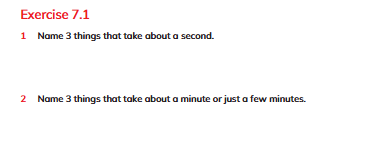 Exercise 7.1
1 Name 3 things that take about a second.
2 Name 3 things that take about a minute or just a few minutes.